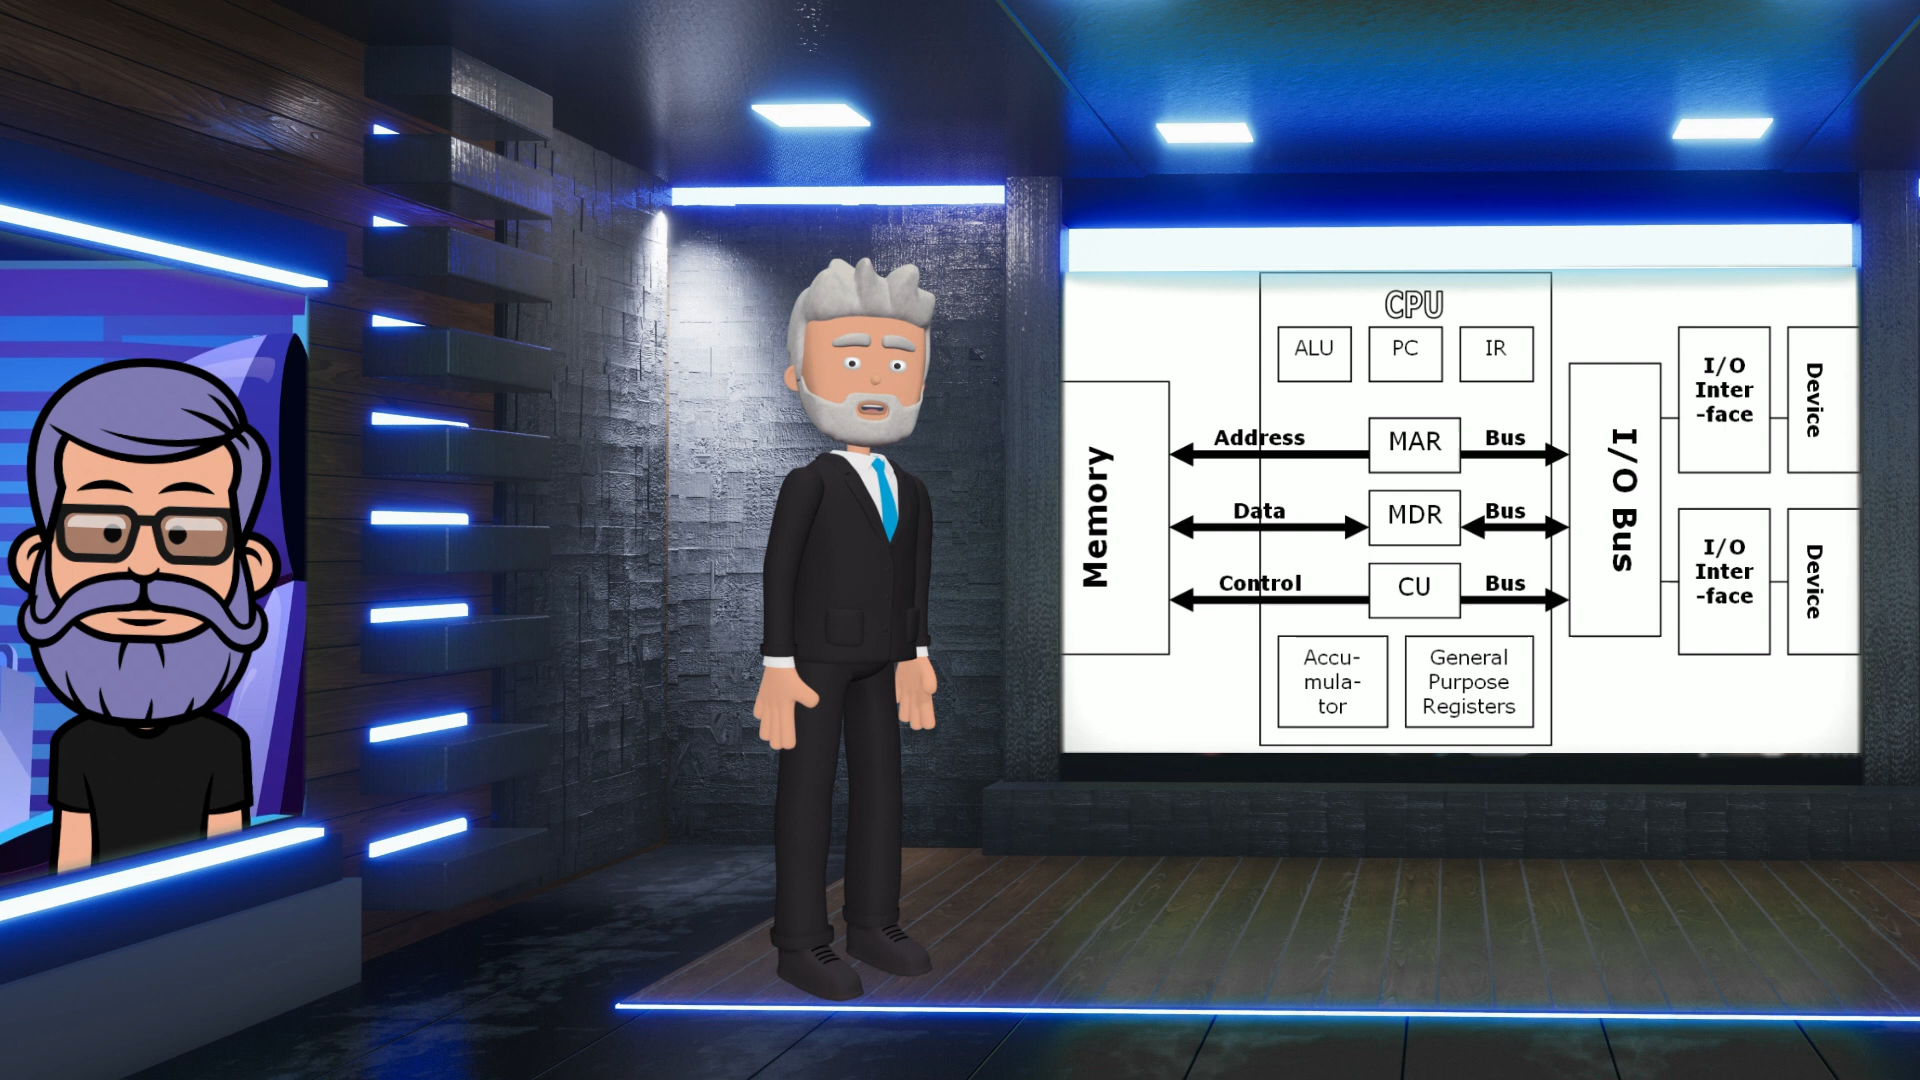 CPU
ALU
PC
IR
Address
MAR
Bus
Data
MDR
Bus
Control
CU
Bus
Accu-
mula-
tor
General
Purpose
Registers
Memory
I/O Bus
I/O
Inter
-face
Device
I/O
Inter
-face
Device